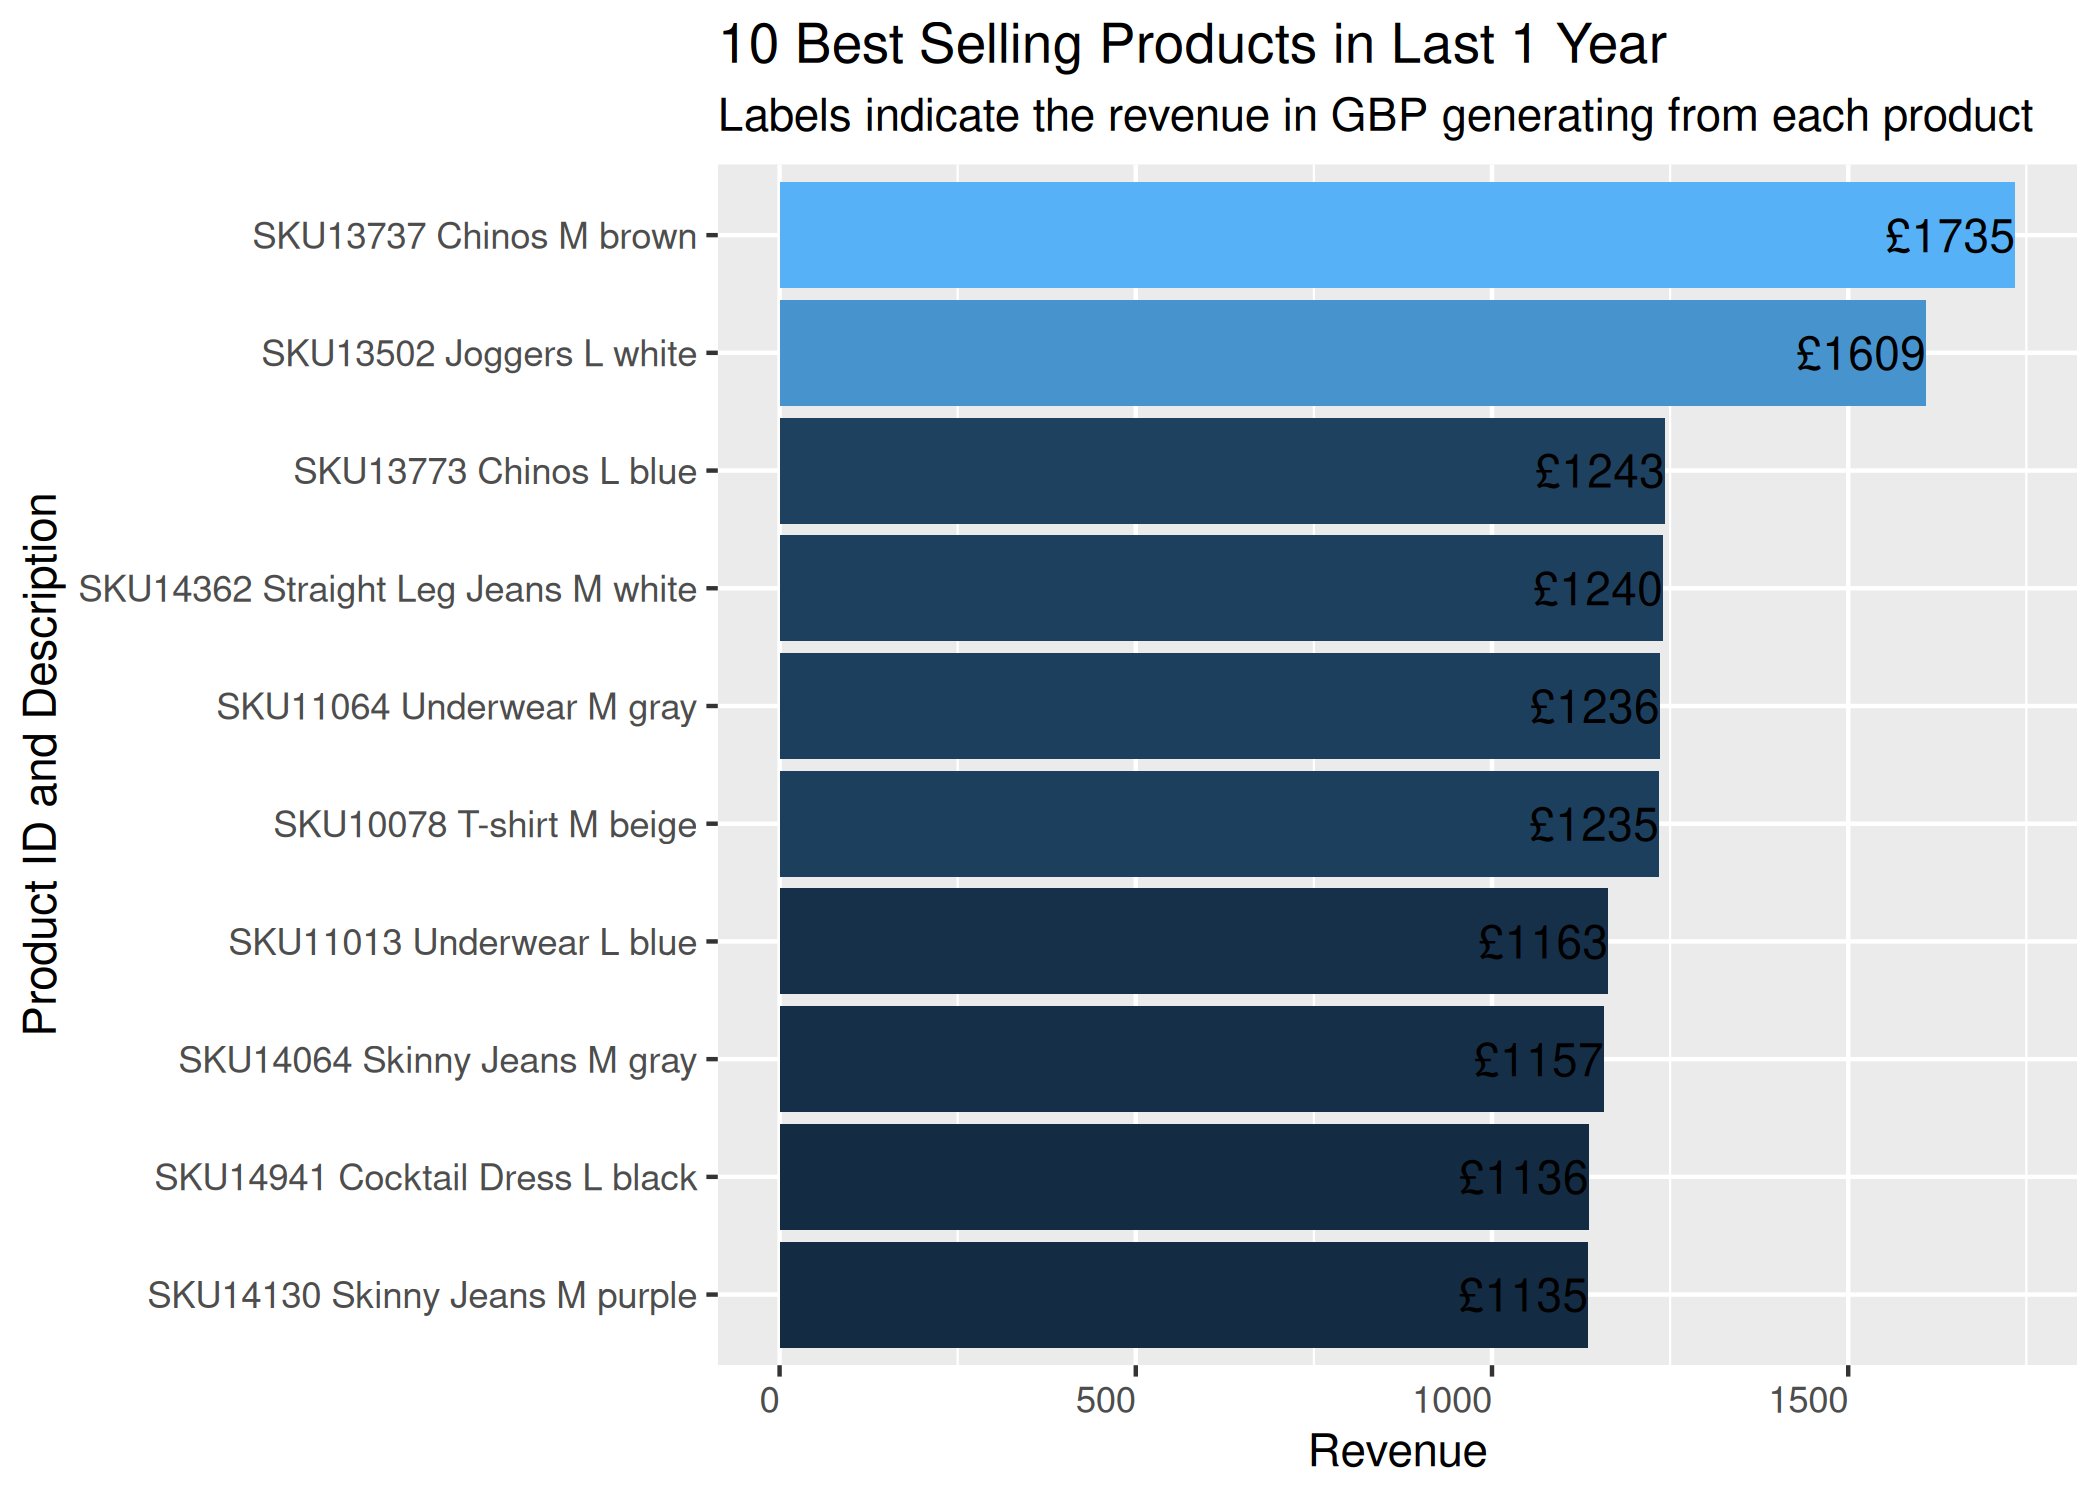 10 Best Selling Products in Last 1 Year
Labels indicate the revenue in GBP generating from each product
Product ID and Description
SKU13737 Chinos M brown £1735
SKU13502 Joggers L white £1609
SKU13773 Chinos L blue £1243
SKU14362 Straight Leg Jeans M white £1240
SKU11064 Underwear M gray £1236
SKU10078 T-shirt M beige £1235
SKU11013 Underwear L blue £1163
SKU14064 Skinny Jeans M gray £1157
SKU14941 Cocktail Dress L black £1136
SKU14130 Skinny Jeans M purple £1135
0 500 1000 1500
Revenue